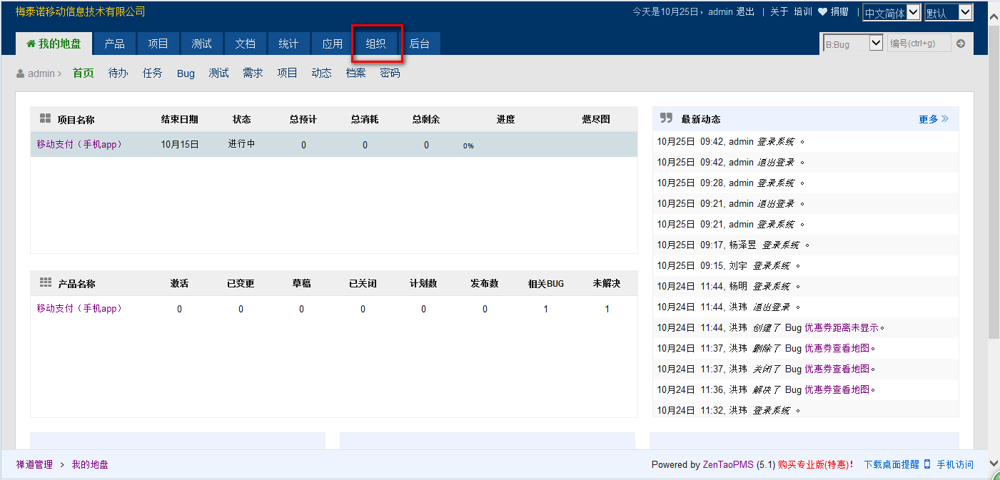 梅泰诺移动信息技术有限公司
今天是10月25日，admin 退出 | 关于 培训 捐赠 | 中文简体 默认
我的地盘 产品 项目 测试 文档 统计 应用 组织 后台 B:Bug 编号(ctrl+g)
admin 首页 待办 任务 Bug 测试 需求 项目 动态 档案 密码
项目名称 结束日期 状态 总预计 总消耗 总剩余 进度 燃尽图
移动支付（手机app） 10月15日 进行中 0 0 0 0%
产品名称 激活 已变更 草稿 已关闭 计划数 发布数 相关BUG 未解决
移动支付（手机app） 0 0 0 0 0 0 1 1
最新动态 更多
10月25日 09:42, admin 登录系统 。
10月25日 09:42, admin 退出登录 。
10月25日 09:28, admin 登录系统 。
10月25日 09:21, admin 退出登录 。
10月25日 09:21, admin 登录系统 。
10月25日 09:17, 杨泽昱 登录系统 。
10月25日 09:15, 刘宇 登录系统 。
10月24日 11:44, 杨明 登录系统 。
10月24日 11:44, 洪玮 退出登录 。
10月24日 11:44, 洪玮 创建了 Bug 优惠券距离未显示。
10月24日 11:37, 洪玮 删除了 Bug 优惠券查看地图。
10月24日 11:37, 洪玮 关闭了 Bug 优惠券查看地图。
10月24日 11:36, 洪玮 解决了 Bug 优惠券查看地图。
10月24日 11:32, 洪玮 登录系统 。
禅道管理 › 我的地盘
Powered by ZenTaoPMS (5.1) 购买专业版(特惠)! 下载桌面提醒 手机访问